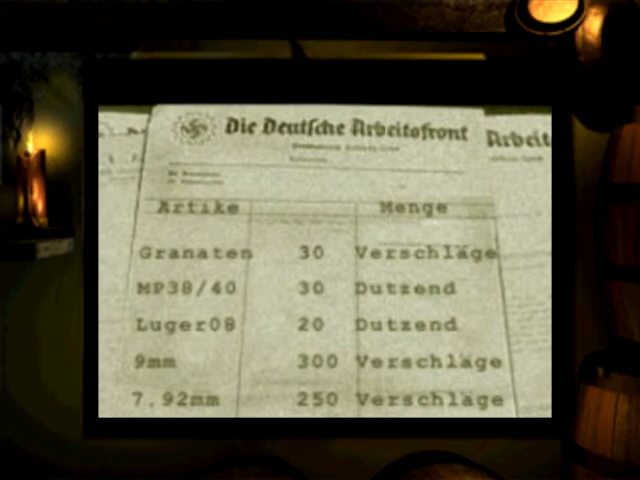 Die Deutsche Arbeitsfront
Arbeit
Artike Menge
Granaten 30 Verschläge
MP38/40 30 Dutzend
Luger08 20 Dutzend
9mm 300 Verschläge
7.92mm 250 Verschläge